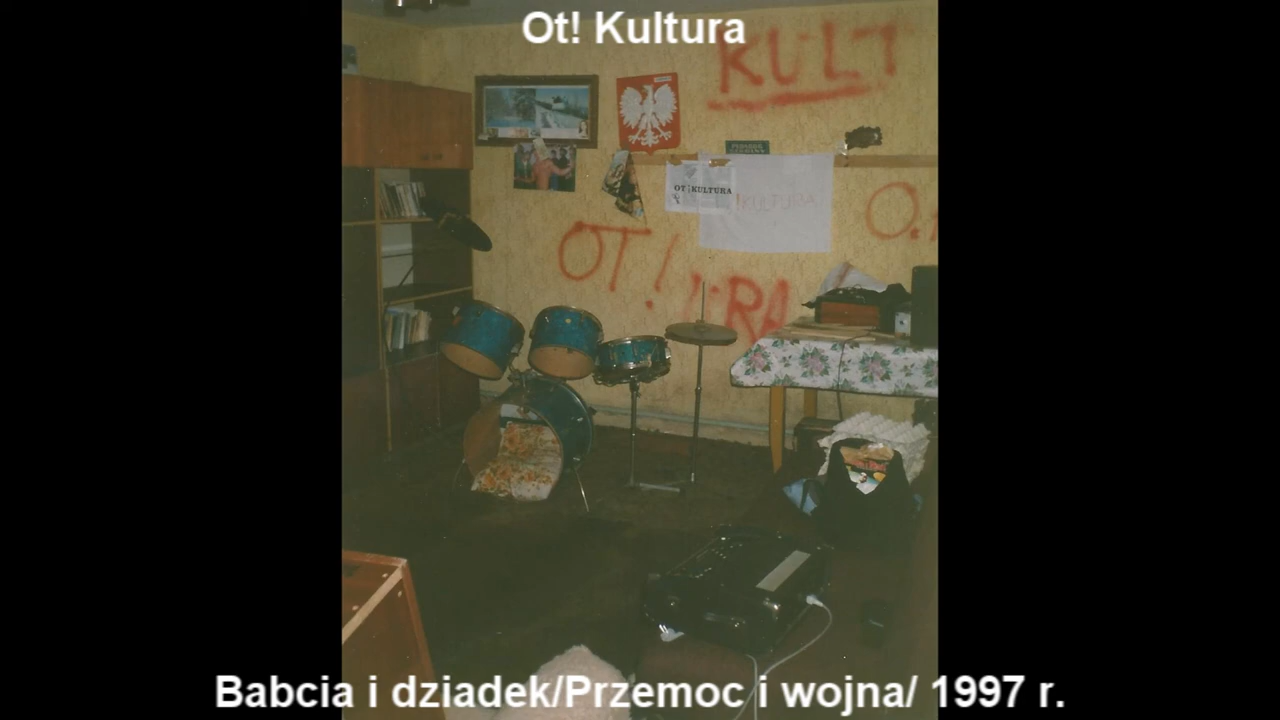 Ot! Kultura
KULT
OT! KULTURA
!KULTURA
OT!
Babcia i dziadek/Przemoc i wojna/ 1997 r.